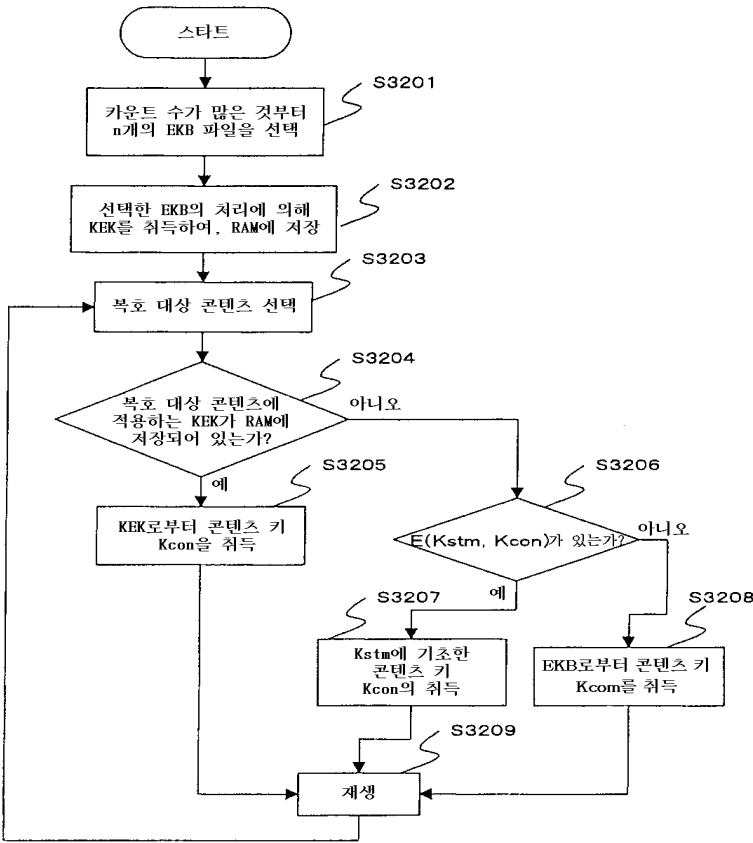 스타트
S3201
카운트 수가 많은 것부터
n개의 EKB 파일을 선택
S3202
선택한 EKB의 처리에 의해
KEK를 취득하여, RAM에 저장
S3203
복호 대상 콘텐츠 선택
S3204
복호 대상 콘텐츠에
적용하는 KEK가 RAM에
저장되어 있는가?
아니오
예
S3205
KEK로부터 콘텐츠 키
Kcon을 취득
S3206
E(Kstm, Kcon)가 있는가?
아니오
예
S3207
Kstm에 기초한
콘텐츠 키
Kcon의 취득
S3208
EKB로부터 콘텐츠 키
Kcom를 취득
S3209
재생